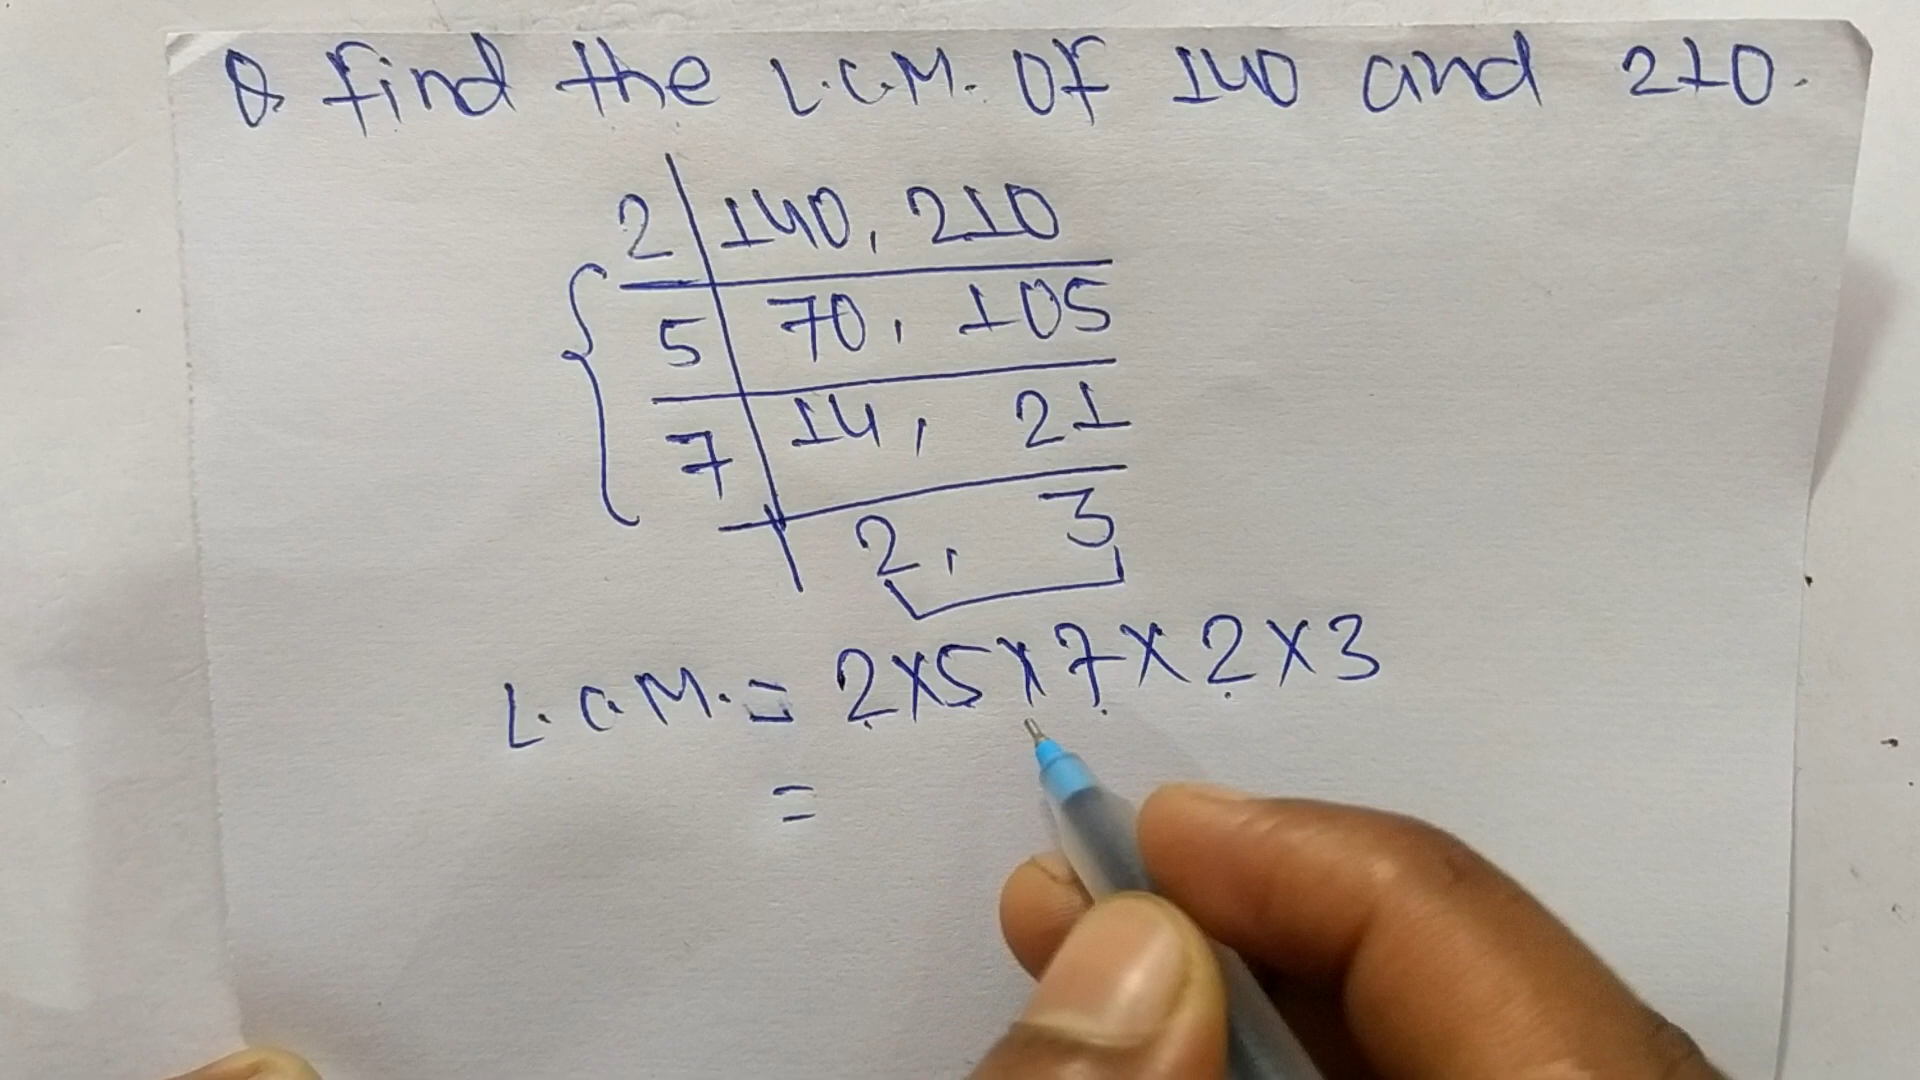 Q. Find the L.C.M. Of 140 and 210.
2 | 140, 210
5 | 70, 105
7 | 14, 21
2, 3
L.C.M. = 2×5×7×2×3
=